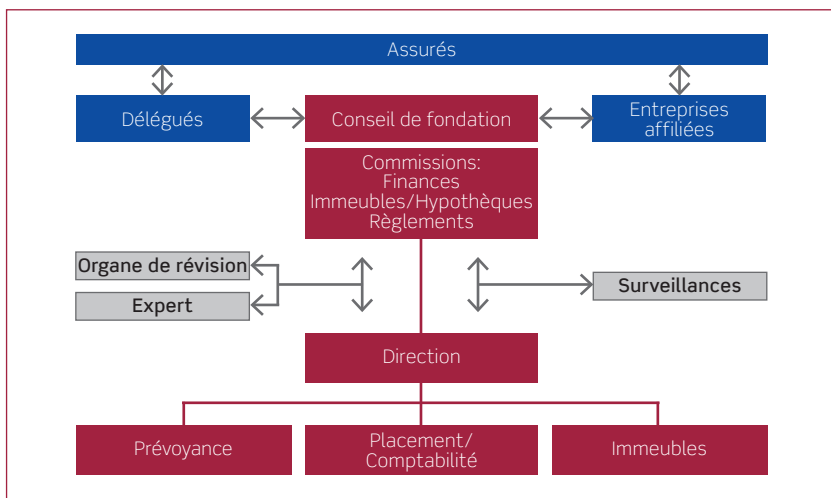 Assurés
Délégués
Conseil de fondation
Entreprises
affiliées
Commissions:
Finances
Immeubles/Hypothèques
Règlements
Organe de révision
Expert
Surveillances
Direction
Prévoyance
Placement/
Comptabilité
Immeubles